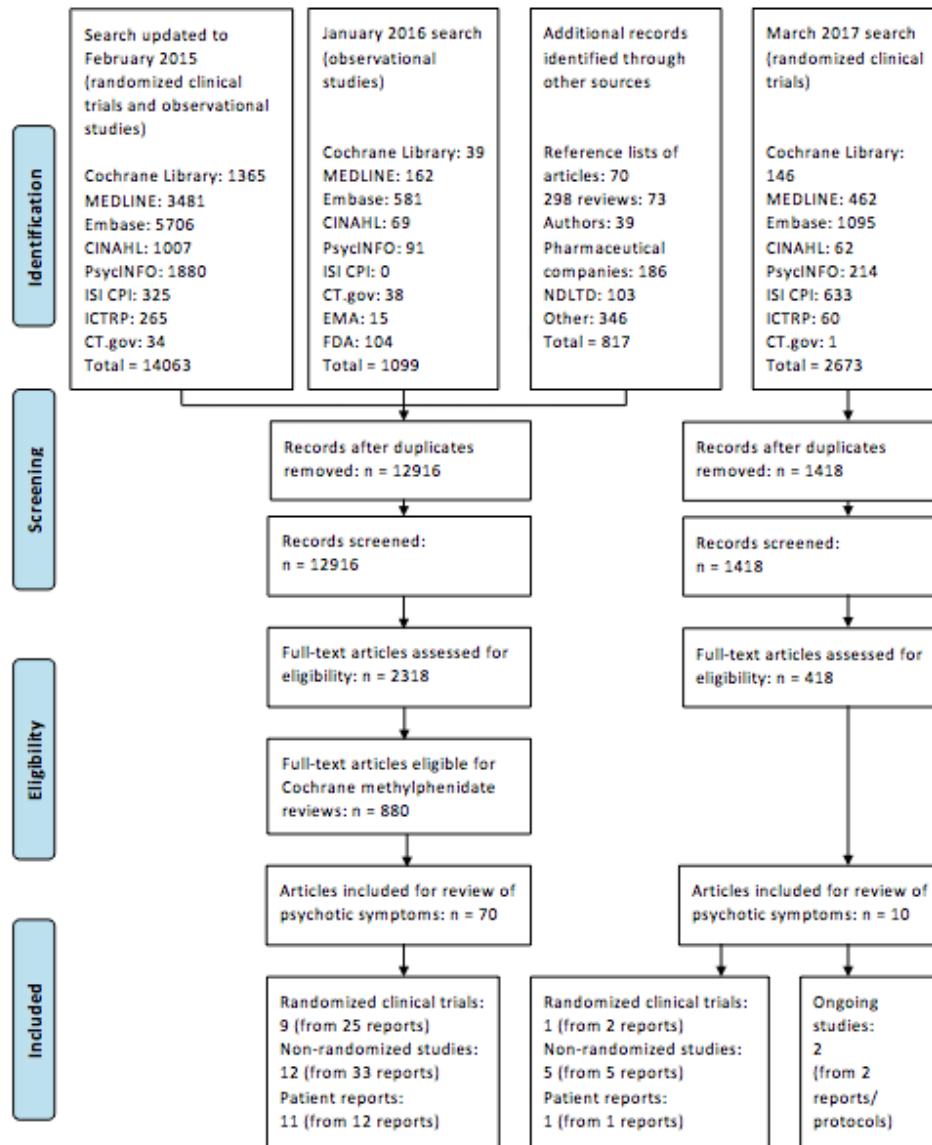 Search updated to
February 2015
(randomized clinical
trials and observational
studies)
Cochrane Library: 1365
MEDLINE: 3481
Embase: 5706
CINAHL: 1007
PsycINFO: 1880
ISI CPI: 325
ICTRP: 265
CT.gov: 34
Total = 14063
January 2016 search
(observational
studies)
Cochrane Library: 39
MEDLINE: 162
Embase: 581
CINAHL: 69
PsycINFO: 91
ISI CPI: 0
CT.gov: 38
EMA: 15
FDA: 104
Total = 1099
Additional records
identified through
other sources
Reference lists of
articles: 70
298 reviews: 73
Authors: 39
Pharmaceutical
companies: 186
NDLTD: 103
Other: 346
Total = 817
March 2017 search
(randomized clinical
trials)
Cochrane Library:
146
MEDLINE: 462
Embase: 1095
CINAHL: 62
PsycINFO: 214
ISI CPI: 633
ICTRP: 60
CT.gov: 1
Total = 2673
Identification
Records after duplicates
removed: n = 12916
Records after duplicates
removed: n = 1418
Screening
Records screened:
n = 12916
Records screened:
n = 1418
Full-text articles assessed for
eligibility: n = 2318
Full-text articles assessed for
eligibility: n = 418
Eligibility
Full-text articles eligible for
Cochrane methylphenidate
reviews: n = 880
Articles included for review of
psychotic symptoms: n = 70
Articles included for review of
psychotic symptoms: n = 10
Included
Randomized clinical trials:
9 (from 25 reports)
Non-randomized studies:
12 (from 33 reports)
Patient reports:
11 (from 12 reports)
Randomized clinical trials:
1 (from 2 reports)
Non-randomized studies:
5 (from 5 reports)
Patient reports:
1 (from 1 reports)
Ongoing
studies:
2
(from 2
reports/
protocols)